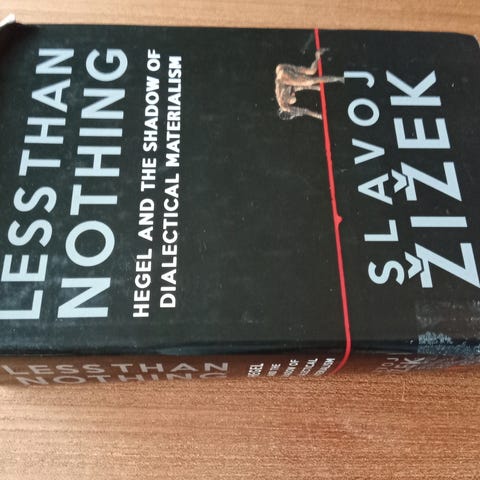 LESS THAN
NOTHING
HEGEL AND THE SHADOW OF
DIALECTICAL MATERIALISM
SLAVOJ
ŽIŽEK
LESS THAN
NOTHING
HEGEL